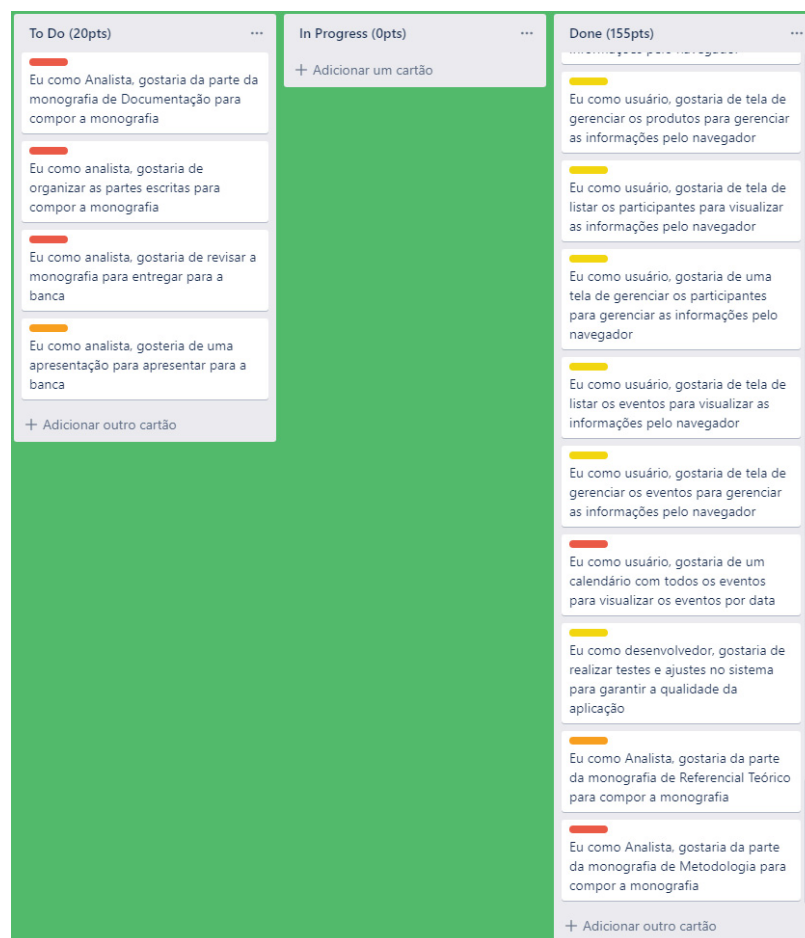 To Do (20pts)
Eu como Analista, gostaria da parte da
monografia de Documentação para
compor a monografia
Eu como analista, gostaria de
organizar as partes escritas para
compor a monografia
Eu como analista, gostaria de revisar a
monografia para entregar para a
banca
Eu como analista, gosteria de uma
apresentação para apresentar para a
banca
+ Adicionar outro cartão
In Progress (0pts)
+ Adicionar um cartão
Done (155pts)
informações pelo navegador
Eu como usuário, gostaria de tela de
gerenciar os produtos para gerenciar
as informações pelo navegador
Eu como usuário, gostaria de tela de
listar os participantes para visualizar
as informações pelo navegador
Eu como usuário, gostaria de uma
tela de gerenciar os participantes
para gerenciar as informações pelo
navegador
Eu como usuário, gostaria de tela de
listar os eventos para visualizar as
informações pelo navegador
Eu como usuário, gostaria de tela de
gerenciar os eventos para gerenciar
as informações pelo navegador
Eu como usuário, gostaria de um
calendário com todos os eventos
para visualizar os eventos por data
Eu como desenvolvedor, gostaria de
realizar testes e ajustes no sistema
para garantir a qualidade da
aplicação
Eu como Analista, gostaria da parte
da monografia de Referencial Teórico
para compor a monografia
Eu como Analista, gostaria da parte
da monografia de Metodologia para
compor a monografia
+ Adicionar outro cartão